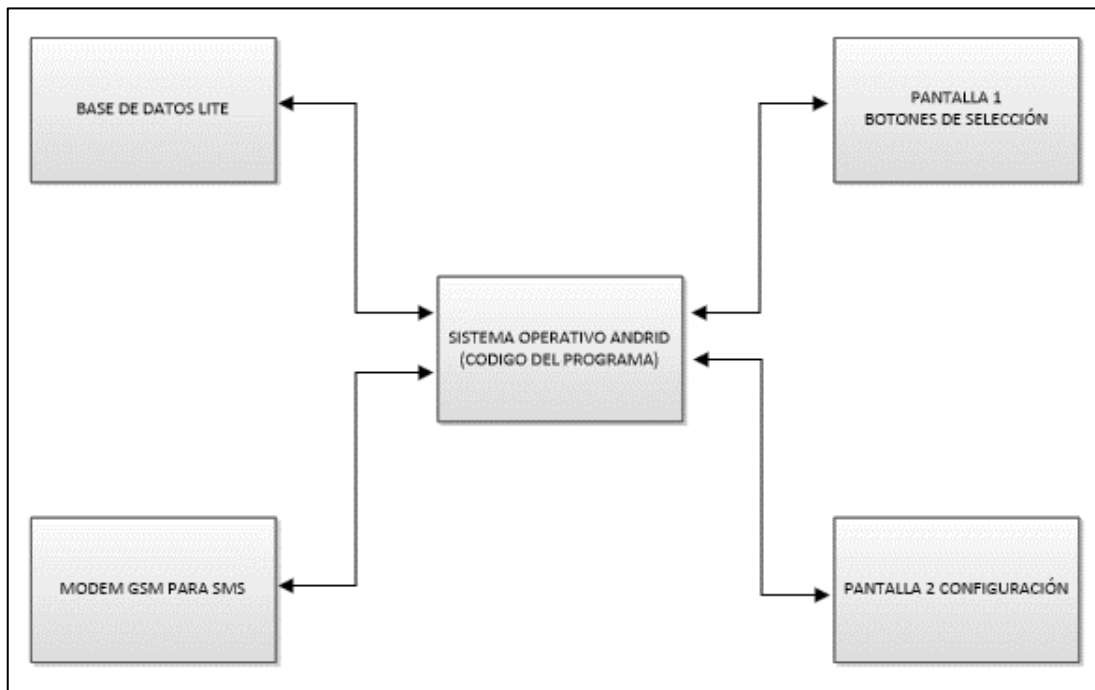 BASE DE DATOS LITE
PANTALLA 1
BOTONES DE SELECCIÓN
SISTEMA OPERATIVO ANDRID
(CODIGO DEL PROGRAMA)
MODEM GSM PARA SMS
PANTALLA 2 CONFIGURACIÓN